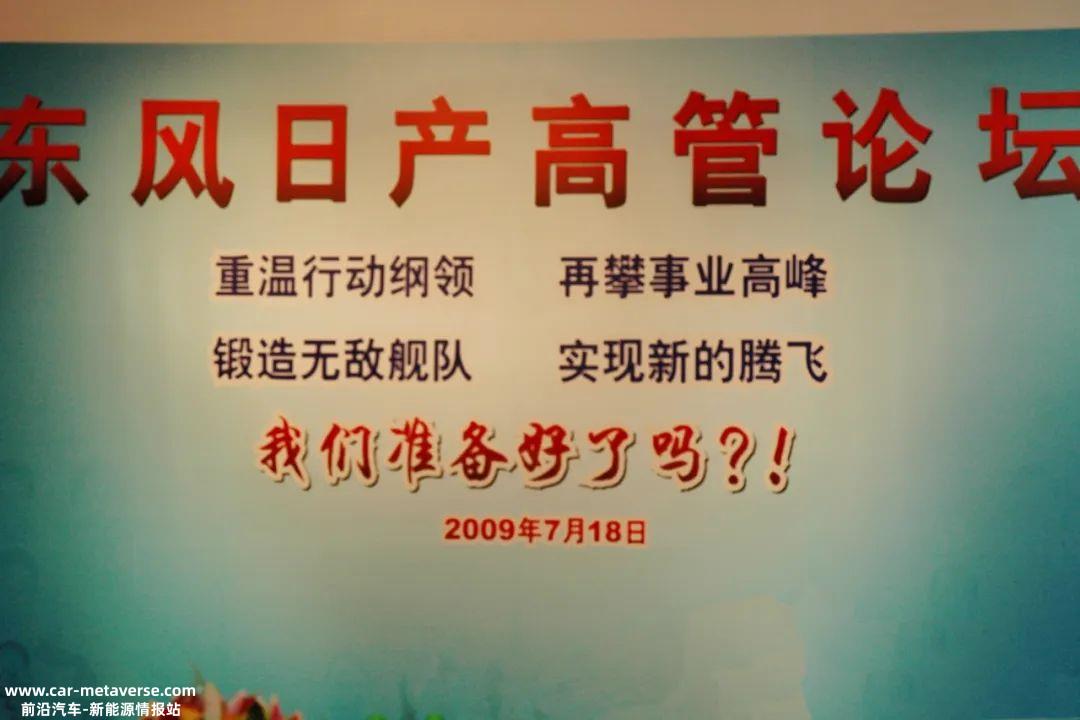 东风日产高管论坛
重温行动纲领 再攀事业高峰
锻造无敌舰队 实现新的腾飞
我们准备好了吗?!
2009年7月18日
www.car-metaverse.com
前沿汽车-新能源情报站